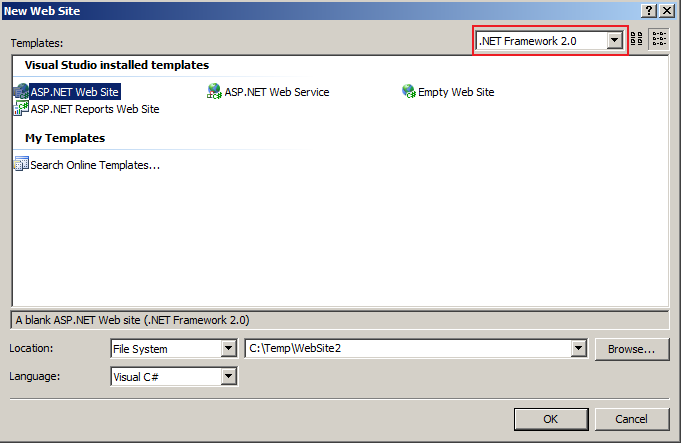 New Web Site
Templates:
.NET Framework 2.0
Visual Studio installed templates
ASP.NET Web Site
ASP.NET Web Service
Empty Web Site
ASP.NET Reports Web Site
My Templates
Search Online Templates...
A blank ASP.NET Web site (.NET Framework 2.0)
Location:
File System
C:\Temp\WebSite2
Browse...
Language:
Visual C#
OK
Cancel